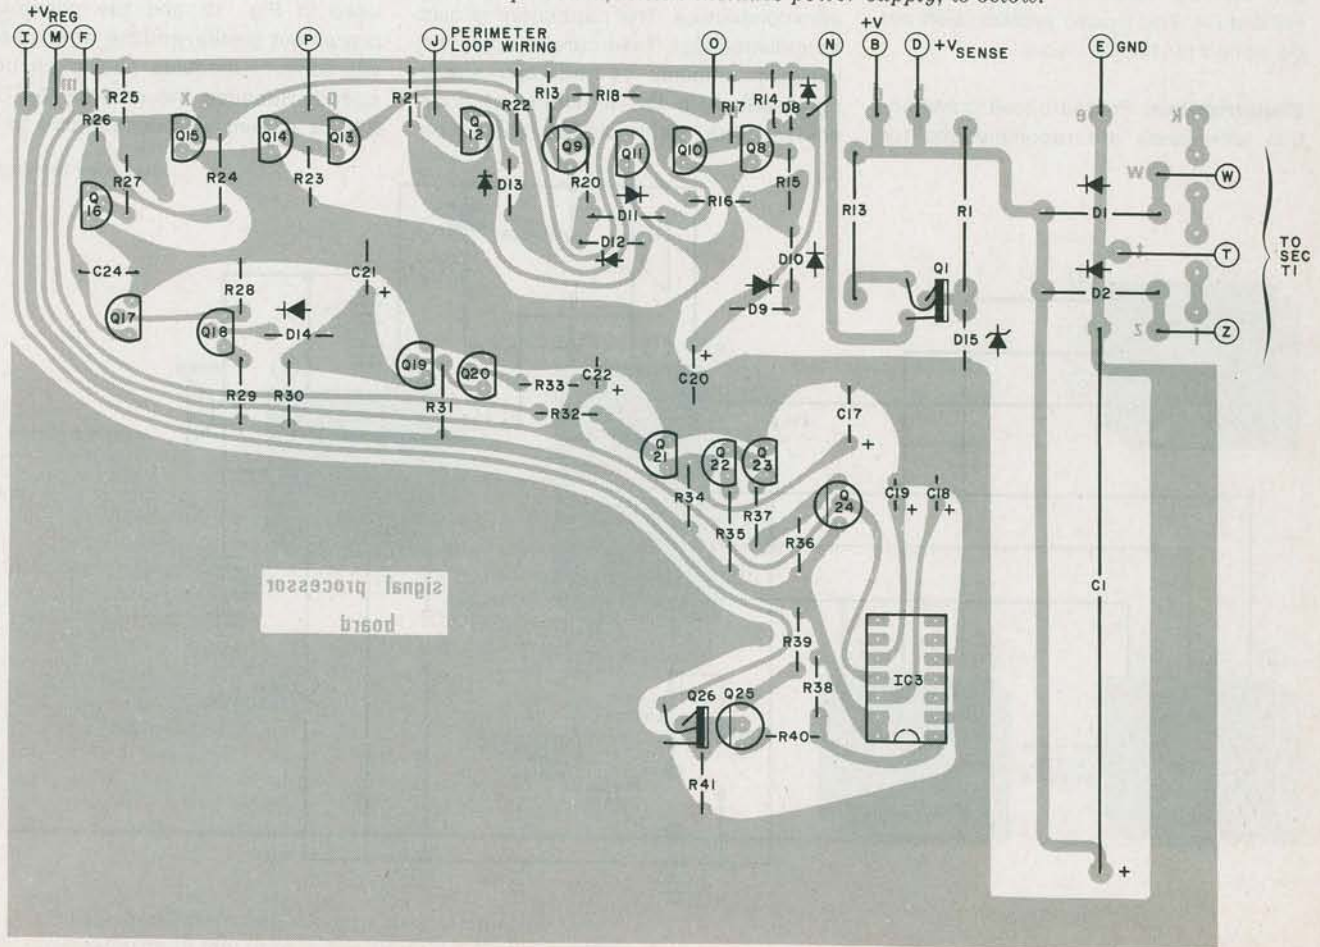 power supply, is below.
+VREG
I M F P J PERIMETER LOOP WIRING O N +V B D +VSENSE E GND
m x p e k
R25 R26 R21 R22 R13 R18 R17 R14 D8
Q15 Q14 Q13 Q12 Q9 Q11 Q10 Q8
R27 R24 R23 D13 R20 R16 R15 w W
Q16 D11 R13 R1 D1
TO SEC T1
C24 C21 + D12 D10 Q1 t T
R28 D9 D2
Q17 Q18 D14 D15 z Z
Q19 Q20 R33 C22 + C20 +
R29 R30 R31 R32 C17 +
Q21 Q22 Q23
R34 R37 Q24 C19 + C18 +
R35 R36
signal processor
board
C1
R39
R38 IC3
Q26 Q25
R40
R41
+